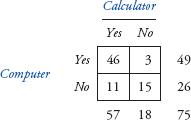 Calculator
Yes No
Yes 46 3 49
Computer
No 11 15 26
57 18 75